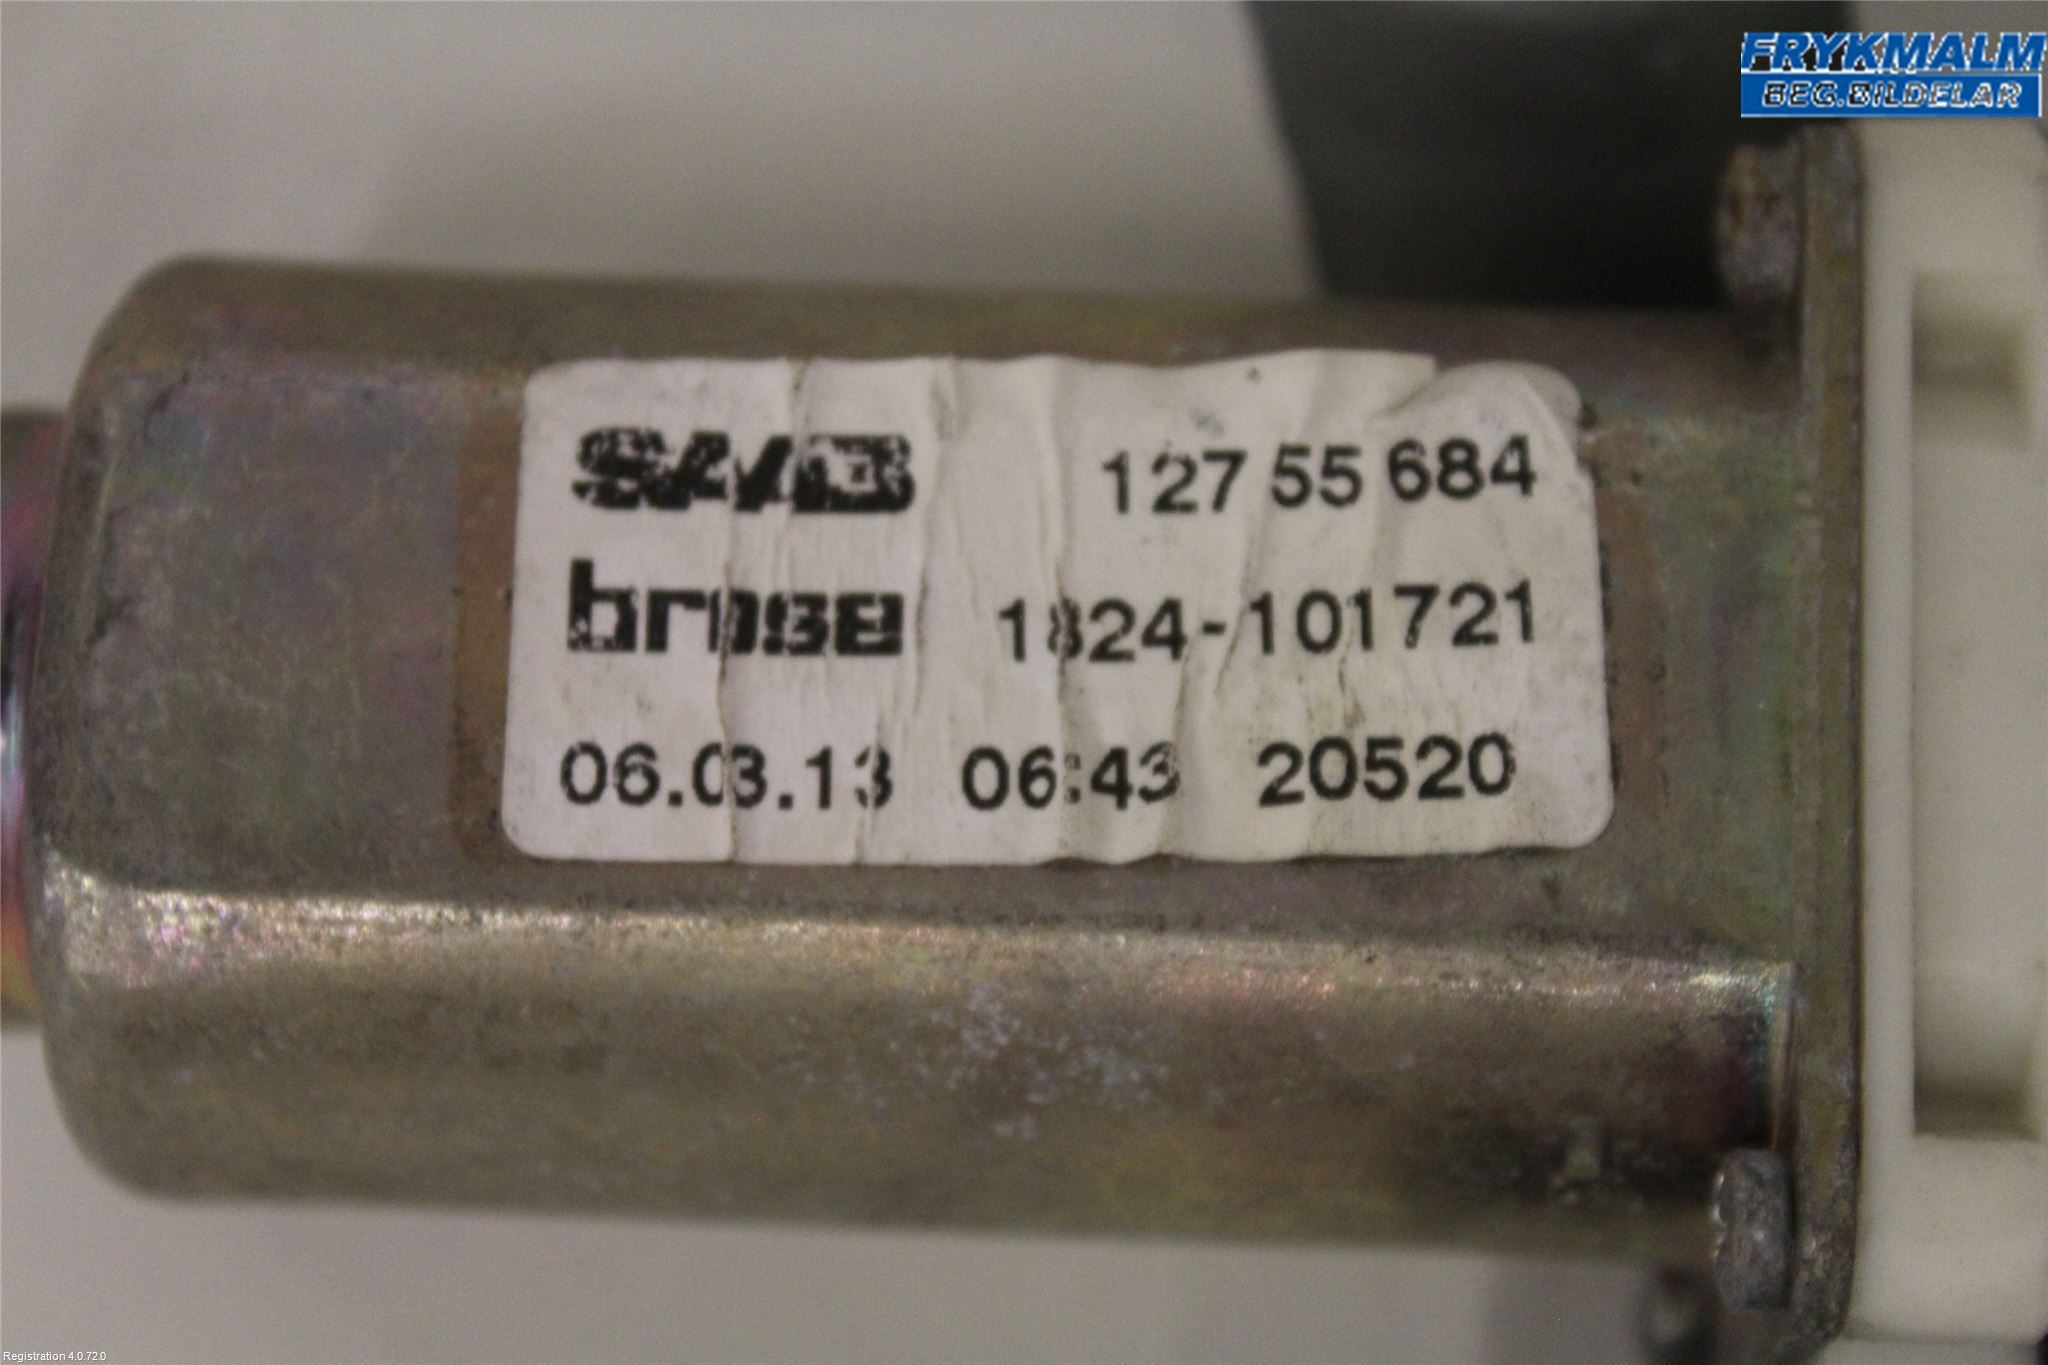 FRYKMALM
BEG.BILDELAR
SAAB 127 55 684
brose 1824-101721
06.03.13 06:43 20520
Registration 4.0.72.0